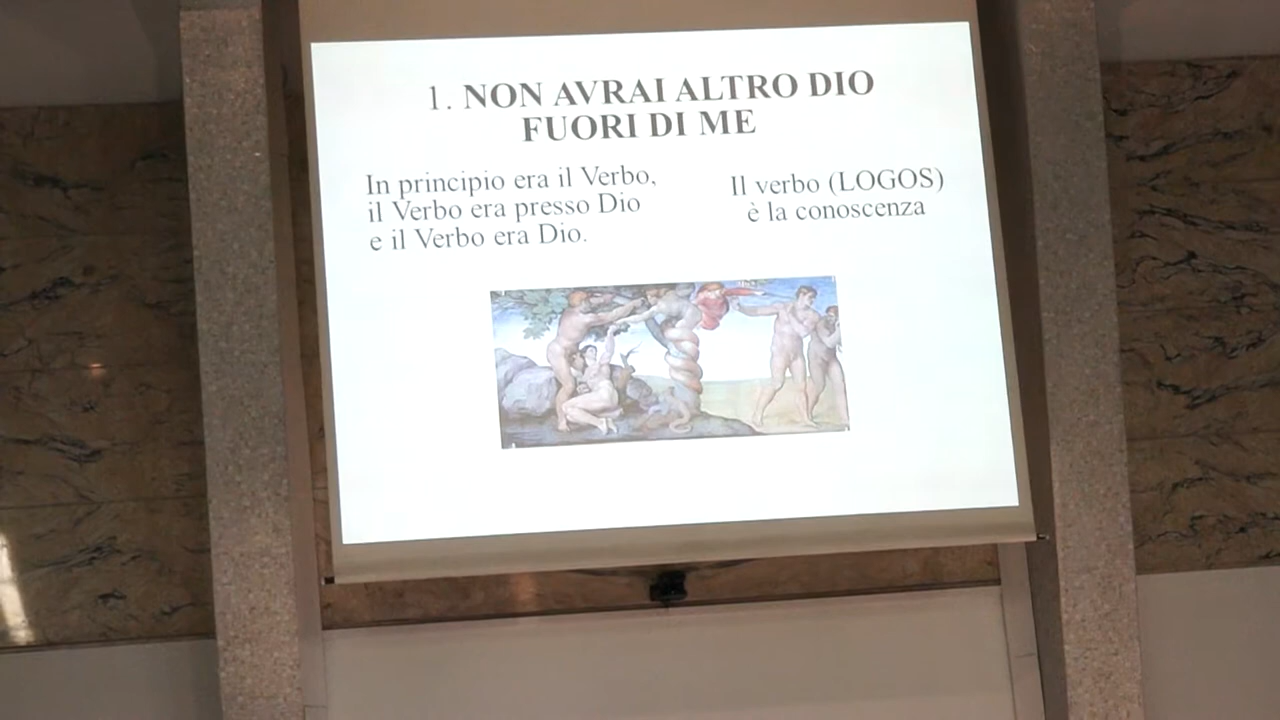 1. NON AVRAI ALTRO DIO
FUORI DI ME
In principio era il Verbo,
il Verbo era presso Dio
e il Verbo era Dio.
Il verbo (LOGOS)
è la conoscenza